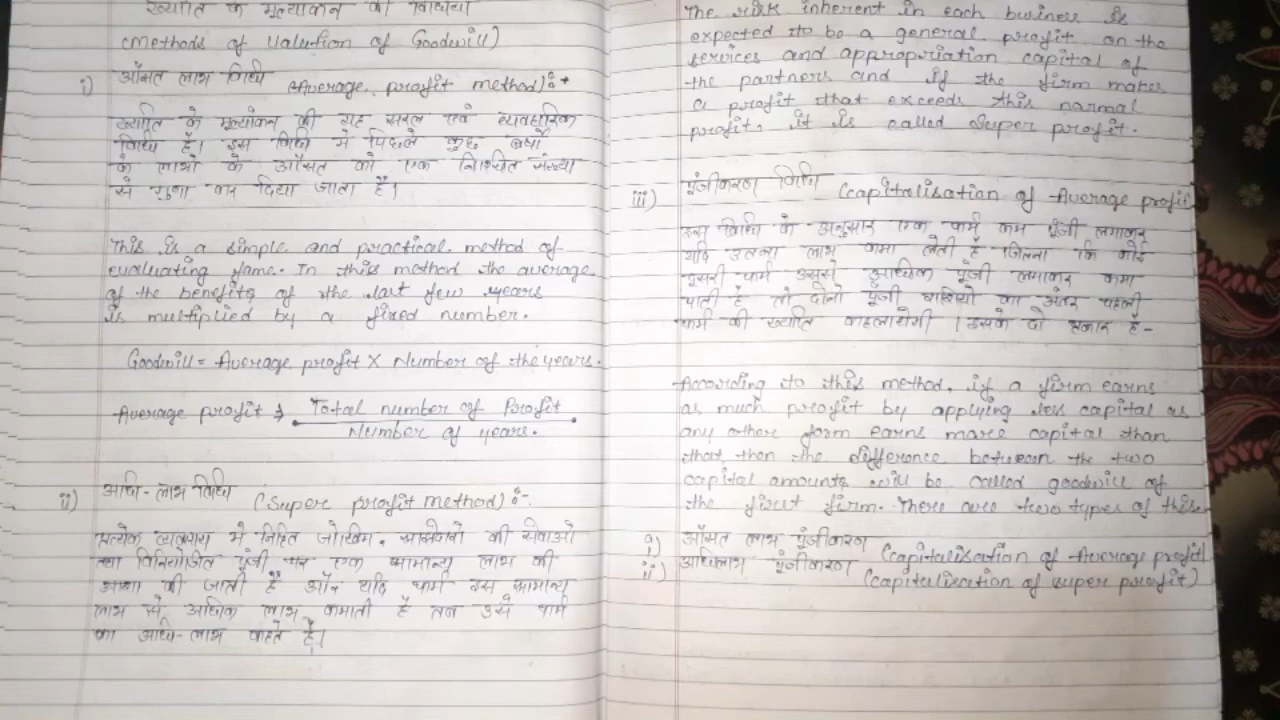 ख्याति के मूल्यांकन की विधियां
(methods of Valuation of Goodwill)
i) औसत लाभ विधि (Average profit method):→
ख्याति के मूल्यांकन की यह सरल एवं व्यवहारिक
विधि है। इस विधि में पिछले कुछ वर्षों
के लाभों के औसत को एक निश्चित संख्या
से गुणा कर दिया जाता है।
This is a simple and practical method of
evaluating fame. In this method the average
of the benefits of the last few years
is multiplied by a fixed number.
Goodwill = Average profit X Number of the years.
Average profit → Total number of Profit
Number of years.
ii) अधि-लाभ विधि (Super profit method):-
प्रत्येक व्यवसाय में निहित जोखिम, साझेदारों की सेवाओं
तथा विनियोजित पूंजी पर एक सामान्य लाभ की
आशा की जाती है और यदि फर्म इस सामान्य
लाभ से अधिक लाभ कमाती है तब उसे फर्म
का अधि-लाभ कहते हैं।
The risk inherent in each business is
expected to be a general profit on the
services and appropriation capital of
the partners and if the firm makes
a profit that exceeds this normal
profit, it is called super profit.
iii) पूंजीकरण विधि (capitalisation of Average profit
इस विधि के अनुसार एक फर्म कम पूंजी लगाकर
यदि उतना लाभ कमा लेती है जितना कि कोई
दूसरी फर्म उससे अधिक पूंजी लगाकर कमा
पाती है तो दोनों पूंजी राशियों का अंतर पहली
फर्म की ख्याति कहलायेगी। इसके दो प्रकार है-
According to this method, if a firm earns
as much profit by applying less capital as
any other form earns more capital than
that then the difference between the two
capital amounts will be called goodwill of
the first firm. There are two types of this
i) औसत लाभ पूंजीकरण (capitalisation of Average profit)
ii) अधिलाभ पूंजीकरण (capitalisation of super profit)